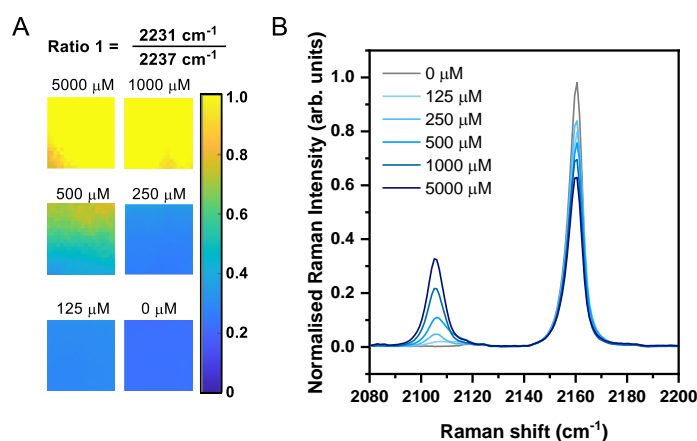 A
Ratio 1 = 2231 cm⁻¹
2237 cm⁻¹
5000 μM 1000 μM
500 μM 250 μM
125 μM 0 μM
1.0
0.8
0.6
0.4
0.2
0
B
Normalised Raman Intensity (arb. units)
1.0
0.8
0.6
0.4
0.2
0.0
0 μM
125 μM
250 μM
500 μM
1000 μM
5000 μM
2080 2100 2120 2140 2160 2180 2200
Raman shift (cm⁻¹)